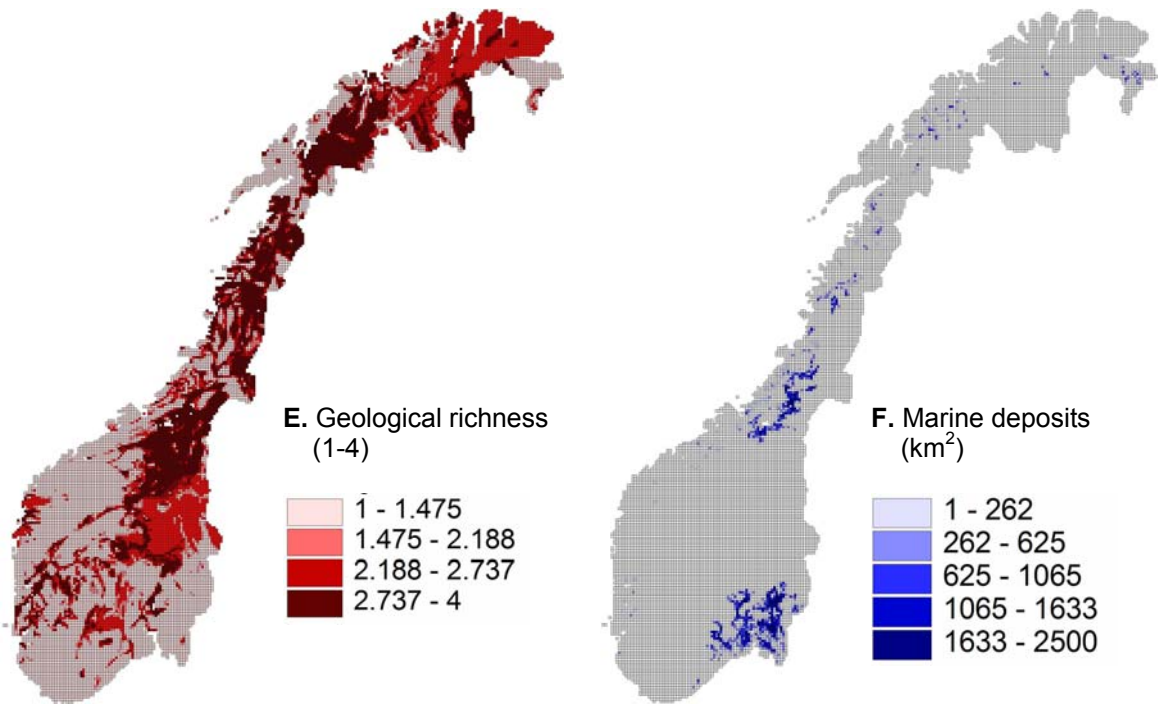 E. Geological richness
(1-4)
1 - 1.475
1.475 - 2.188
2.188 - 2.737
2.737 - 4
F. Marine deposits
(km²)
1 - 262
262 - 625
625 - 1065
1065 - 1633
1633 - 2500